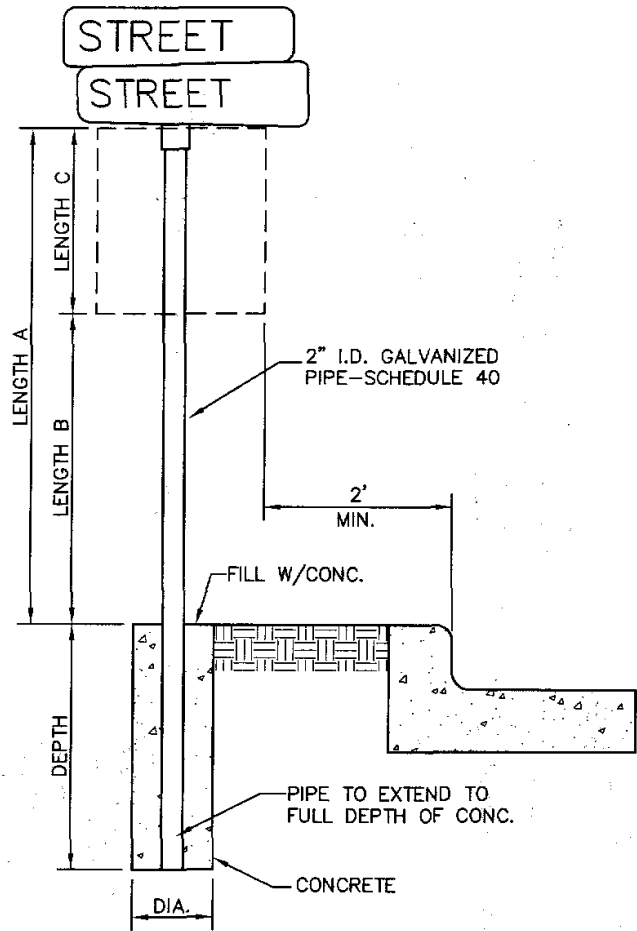 STREET
STREET
LENGTH C
LENGTH A
LENGTH B
2" I.D. GALVANIZED
PIPE-SCHEDULE 40
2'
MIN.
FILL W/CONC.
DEPTH
PIPE TO EXTEND TO
FULL DEPTH OF CONC.
CONCRETE
DIA.